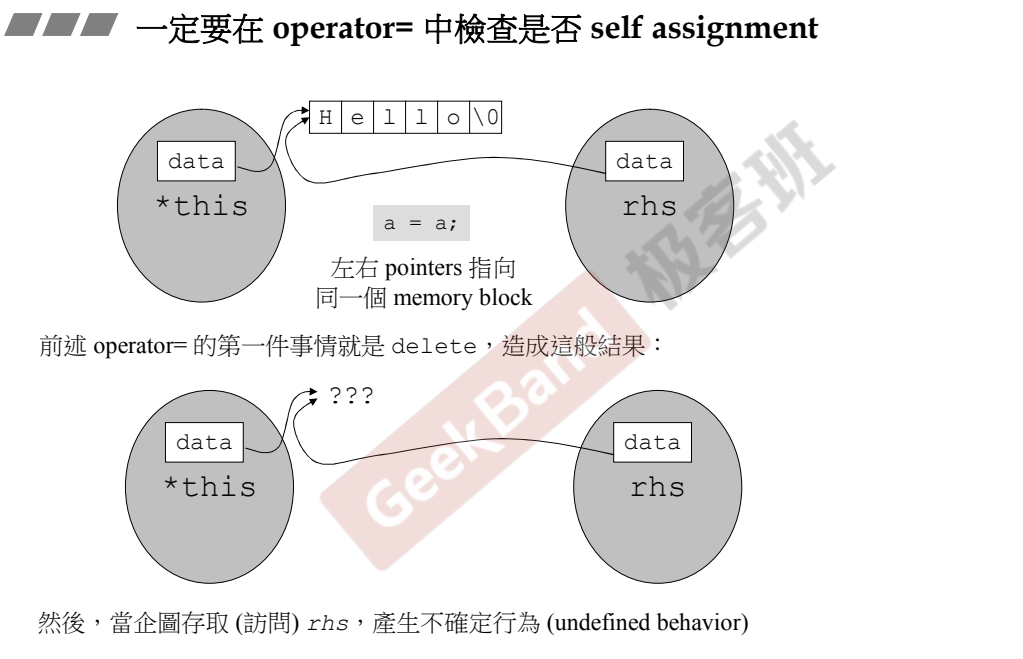 一定要在 operator= 中檢查是否 self assignment
H e l l o \0
data
data
*this
rhs
a = a;
左右 pointers 指向
同一個 memory block
前述 operator= 的第一件事情就是 delete，造成這般結果：
???
data
data
*this
rhs
然後，當企圖存取 (訪問) rhs，產生不確定行為 (undefined behavior)
GeekBand 极客班